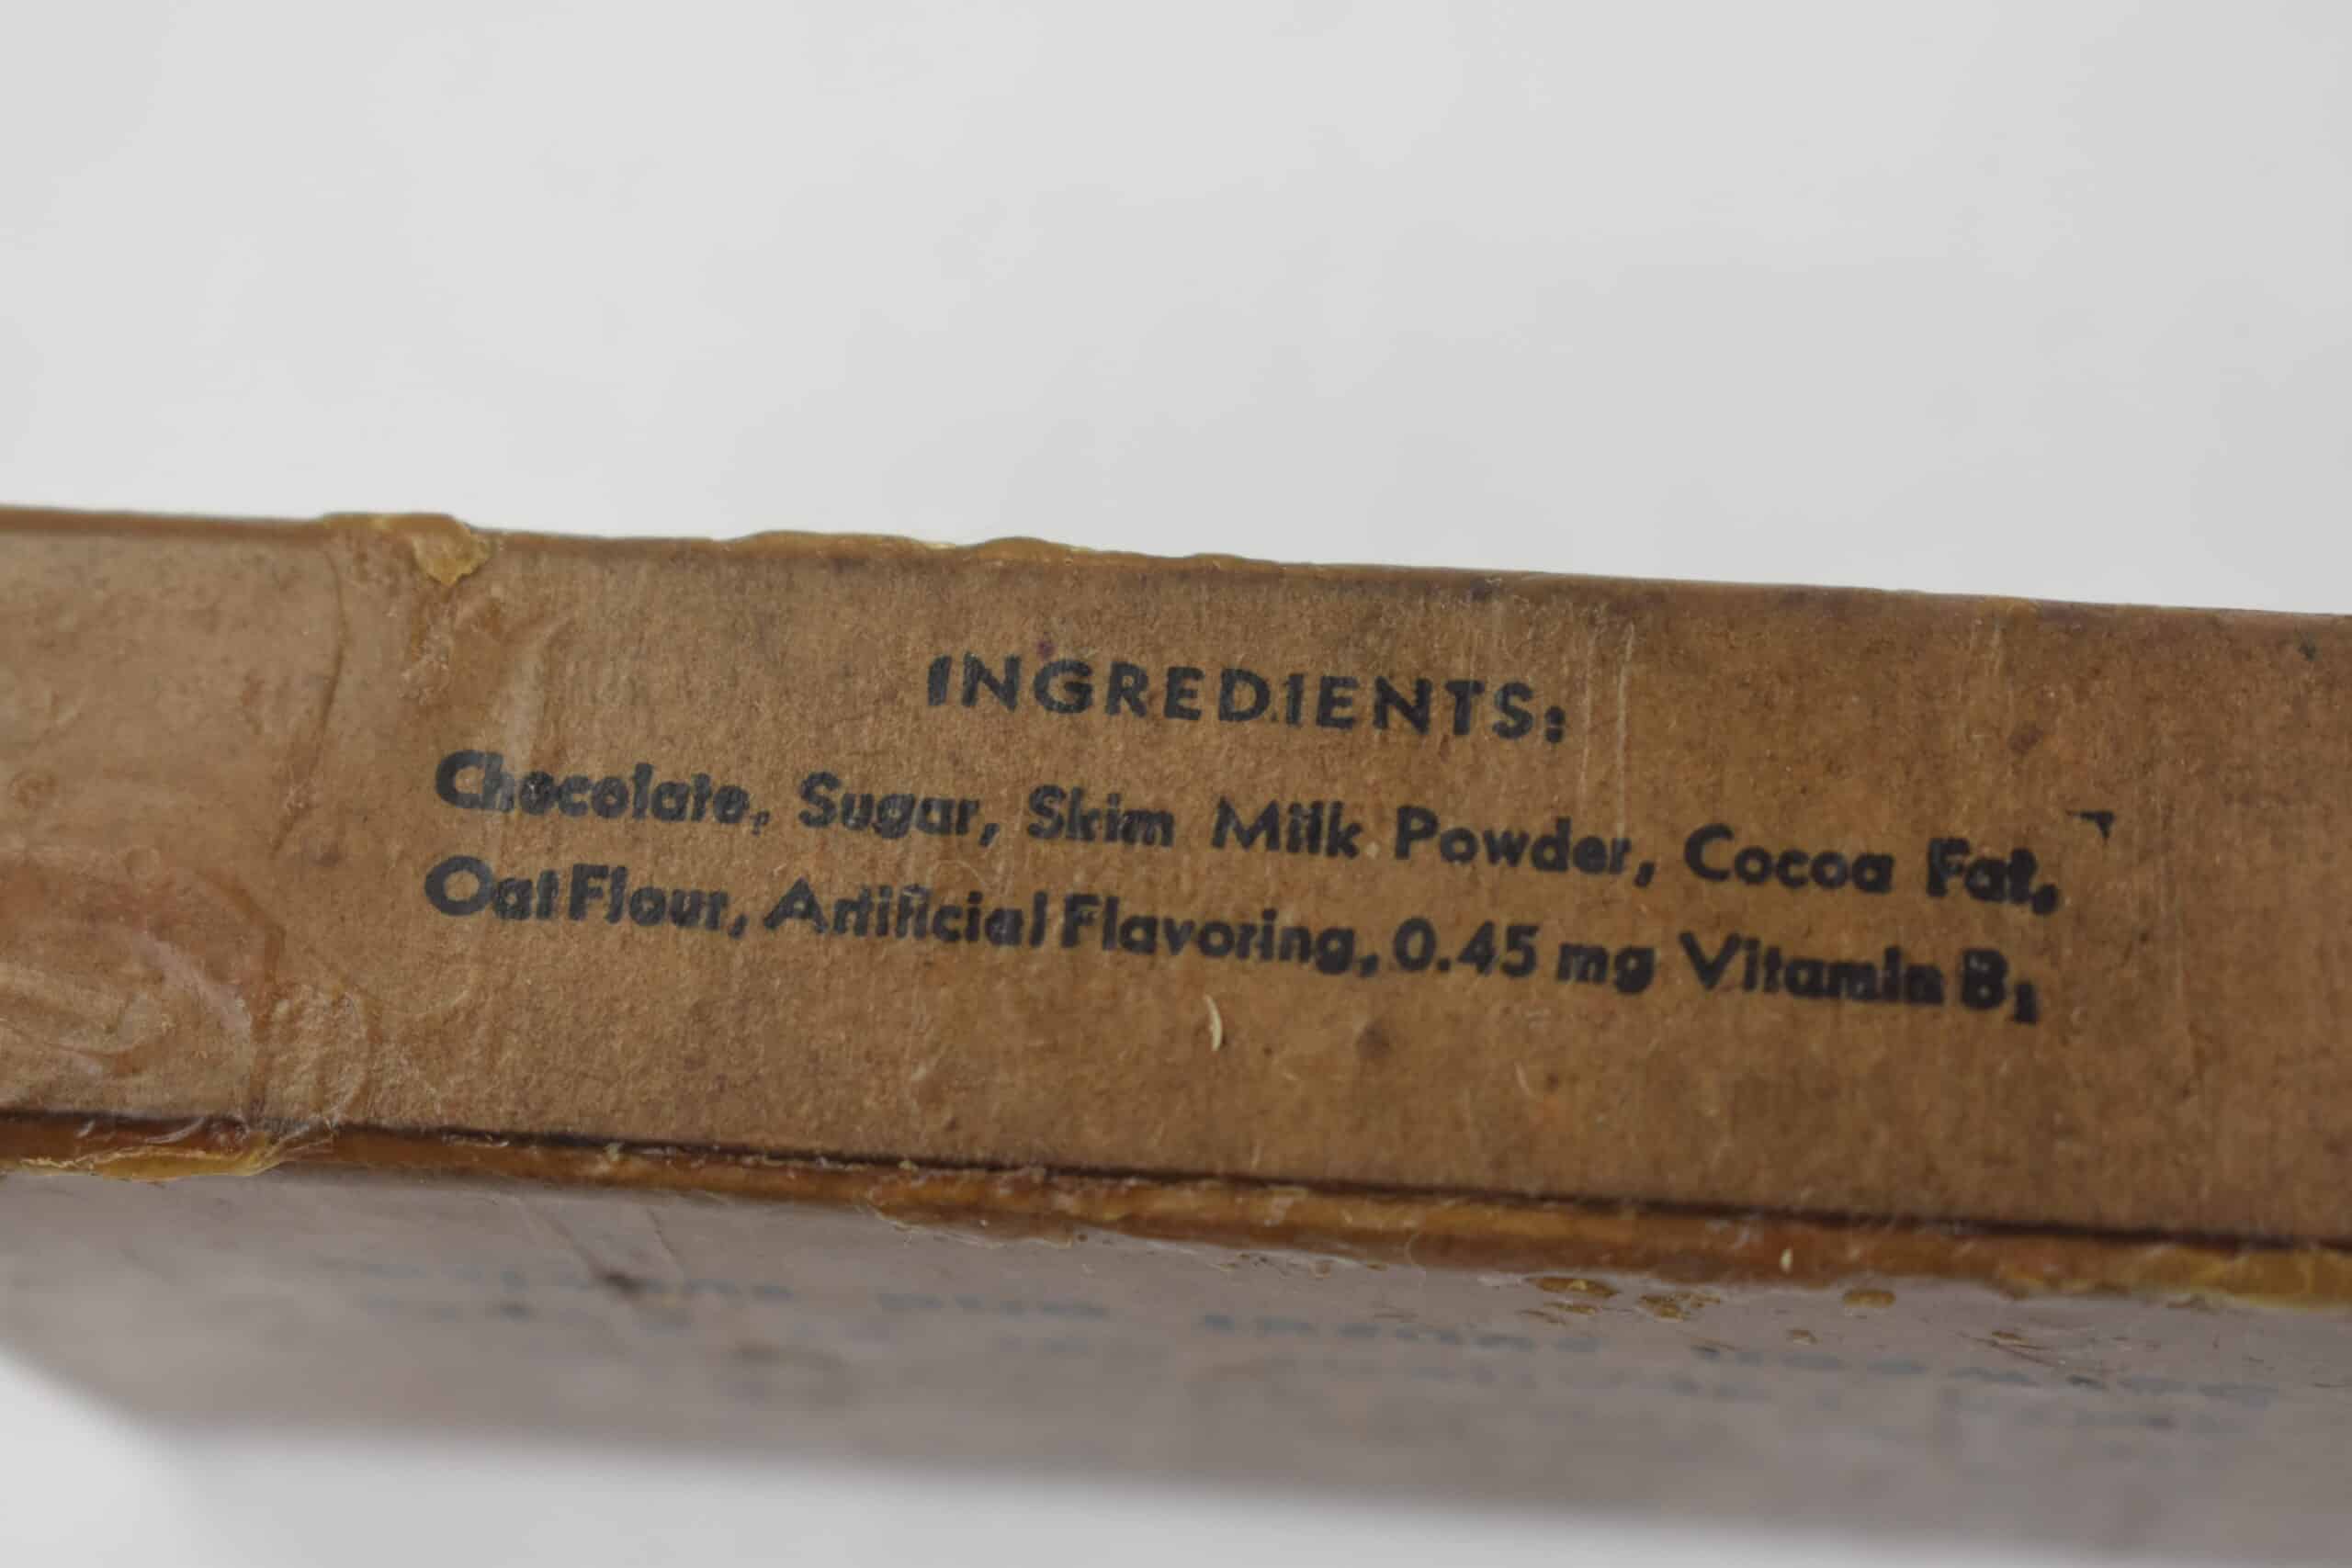 INGREDIENTS:
Chocolate, Sugar, Skim Milk Powder, Cocoa Fat,
Oat Flour, Artificial Flavoring, 0.45 mg Vitamin B₁